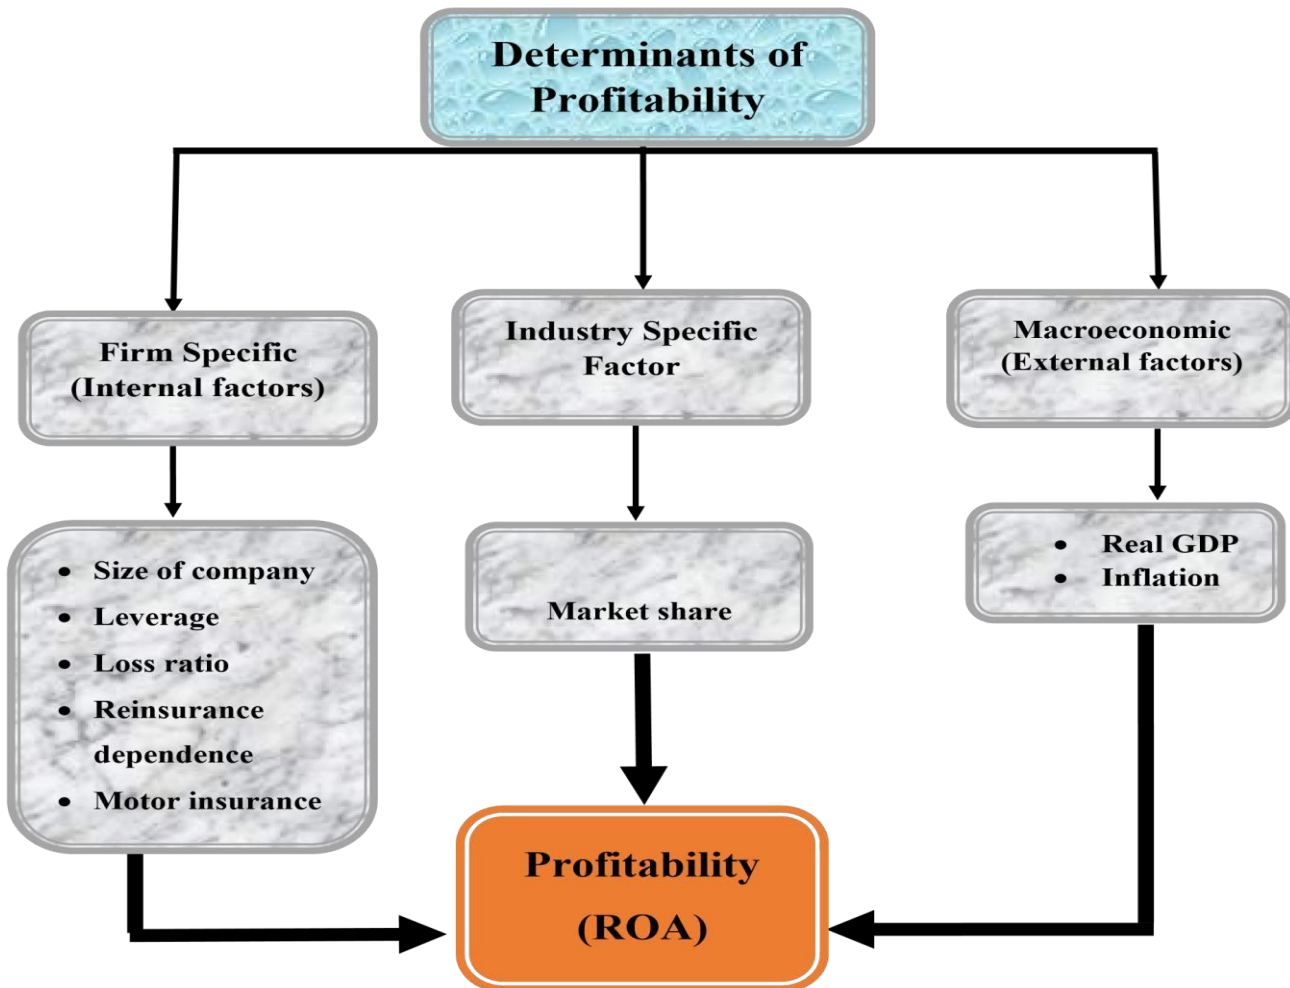 Determinants of
Profitability
Firm Specific
(Internal factors)
Industry Specific
Factor
Macroeconomic
(External factors)
• Size of company
• Leverage
• Loss ratio
• Reinsurance
dependence
• Motor insurance
Market share
• Real GDP
• Inflation
Profitability
(ROA)